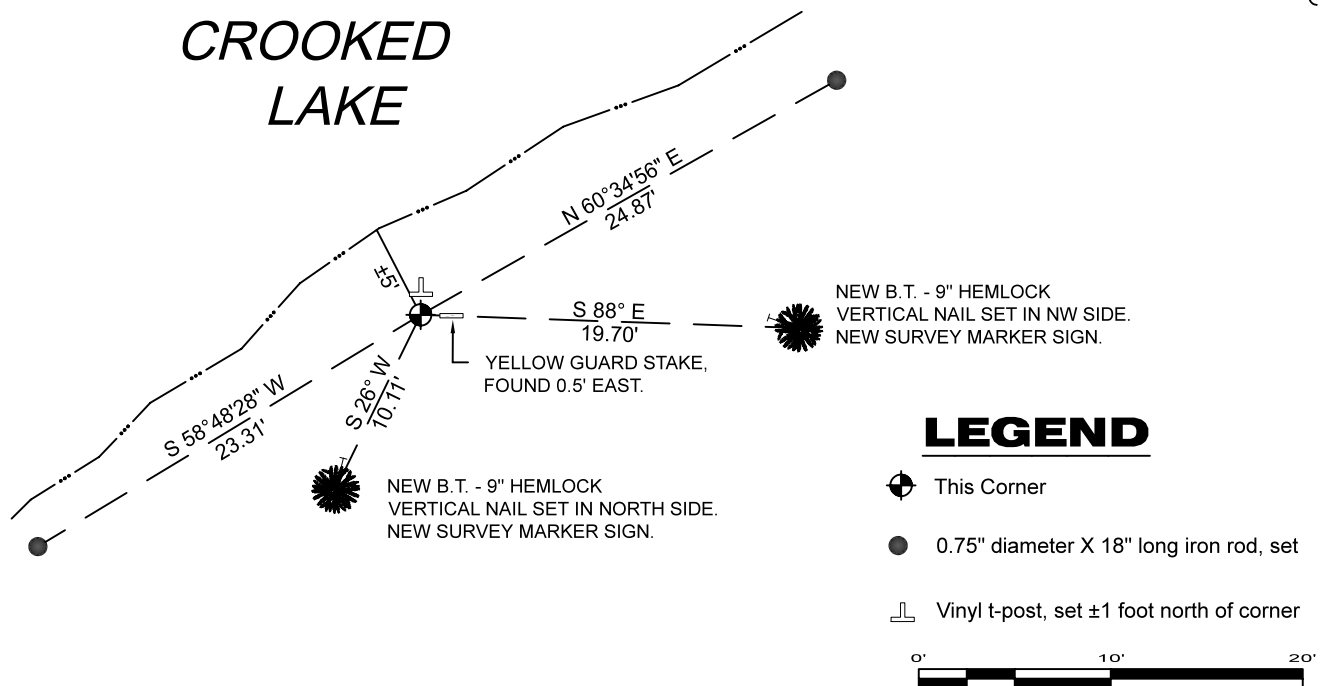 CROOKED
LAKE
N 60°34'56" E
24.87'
±5'
NEW B.T. - 9" HEMLOCK
VERTICAL NAIL SET IN NW SIDE.
NEW SURVEY MARKER SIGN.
S 88° E
19.70'
YELLOW GUARD STAKE,
FOUND 0.5' EAST.
S 58°48'28" W
23.31'
S 26° W
10.11'
NEW B.T. - 9" HEMLOCK
VERTICAL NAIL SET IN NORTH SIDE.
NEW SURVEY MARKER SIGN.
LEGEND
This Corner
0.75" diameter X 18" long iron rod, set
Vinyl t-post, set ±1 foot north of corner
0' 10' 20'